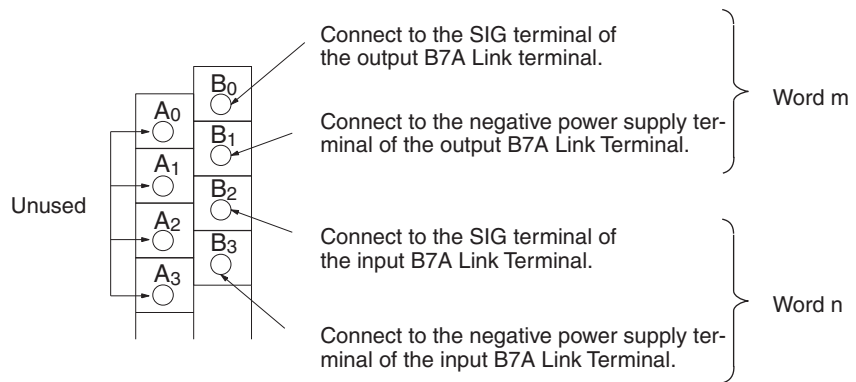 Connect to the SIG terminal of
the output B7A Link terminal.
Word m
B0
A0
B1
Connect to the negative power supply ter-
minal of the output B7A Link Terminal.
A1
B2
Unused
A2
B3
Connect to the SIG terminal of
the input B7A Link Terminal.
A3
Word n
Connect to the negative power supply ter-
minal of the input B7A Link Terminal.